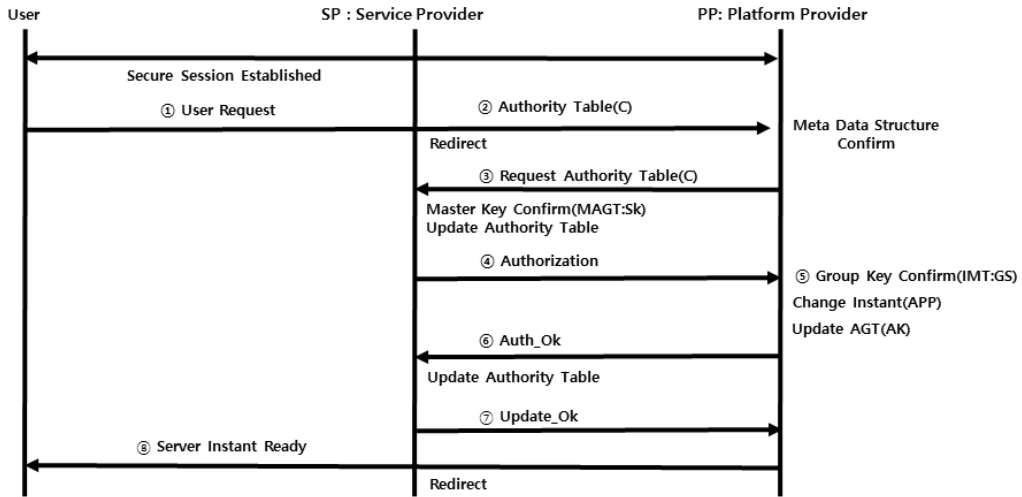 User
SP : Service Provider
PP: Platform Provider
Secure Session Established
① User Request
② Authority Table(C)
Redirect
Meta Data Structure
Confirm
③ Request Authority Table(C)
Master Key Confirm(MAGT:Sk)
Update Authority Table
④ Authorization
⑤ Group Key Confirm(IMT:GS)
Change Instant(APP)
Update AGT(AK)
⑥ Auth_Ok
Update Authority Table
⑦ Update_Ok
⑧ Server Instant Ready
Redirect